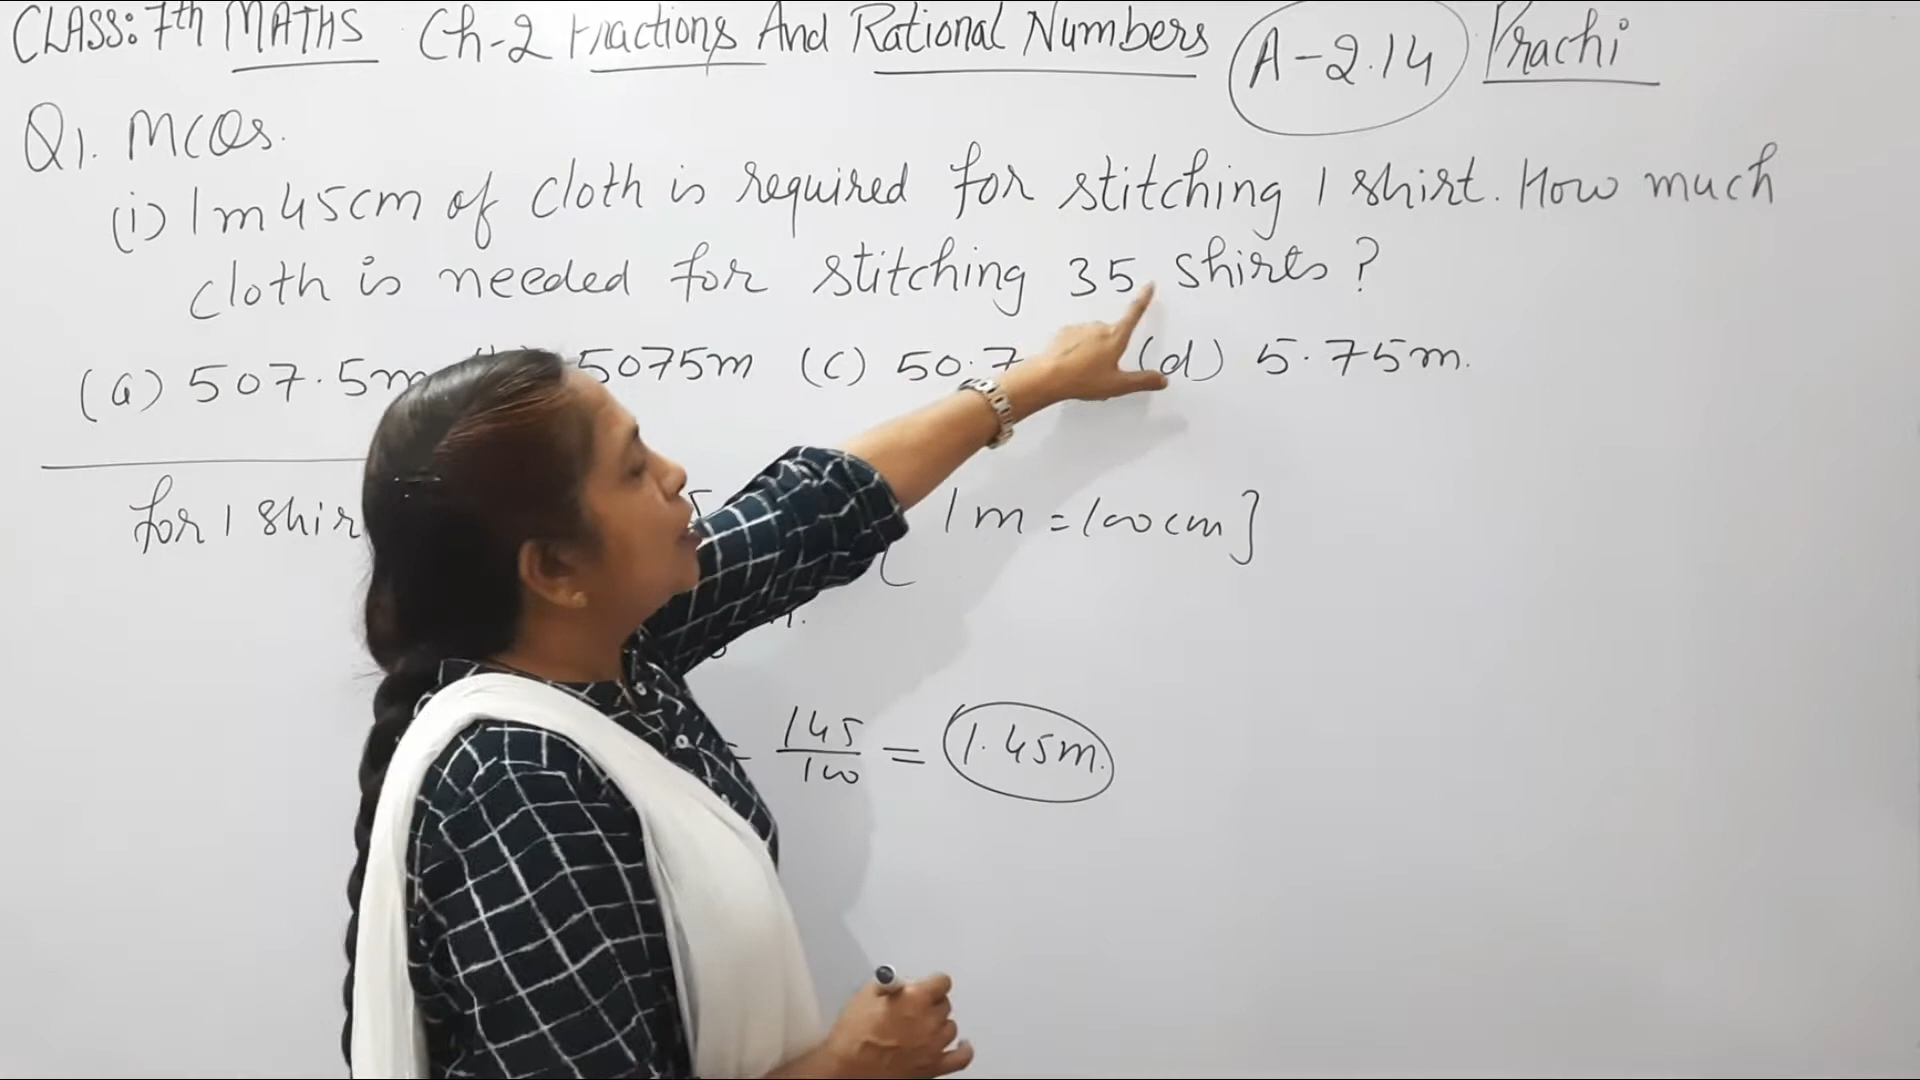 CLASS: 7th MATHS Ch-2 Fractions And Rational Numbers A-2.14 Prachi
Q1. MCQs.
(i) 1m 45cm of cloth is required for stitching 1 shirt. How much
cloth is needed for stitching 35 shirts?
(a) 507.5m 5075m (c) 50.7 (d) 5.75m.
for 1 shir 1m = 100cm]
= 145/100 = 1.45m.